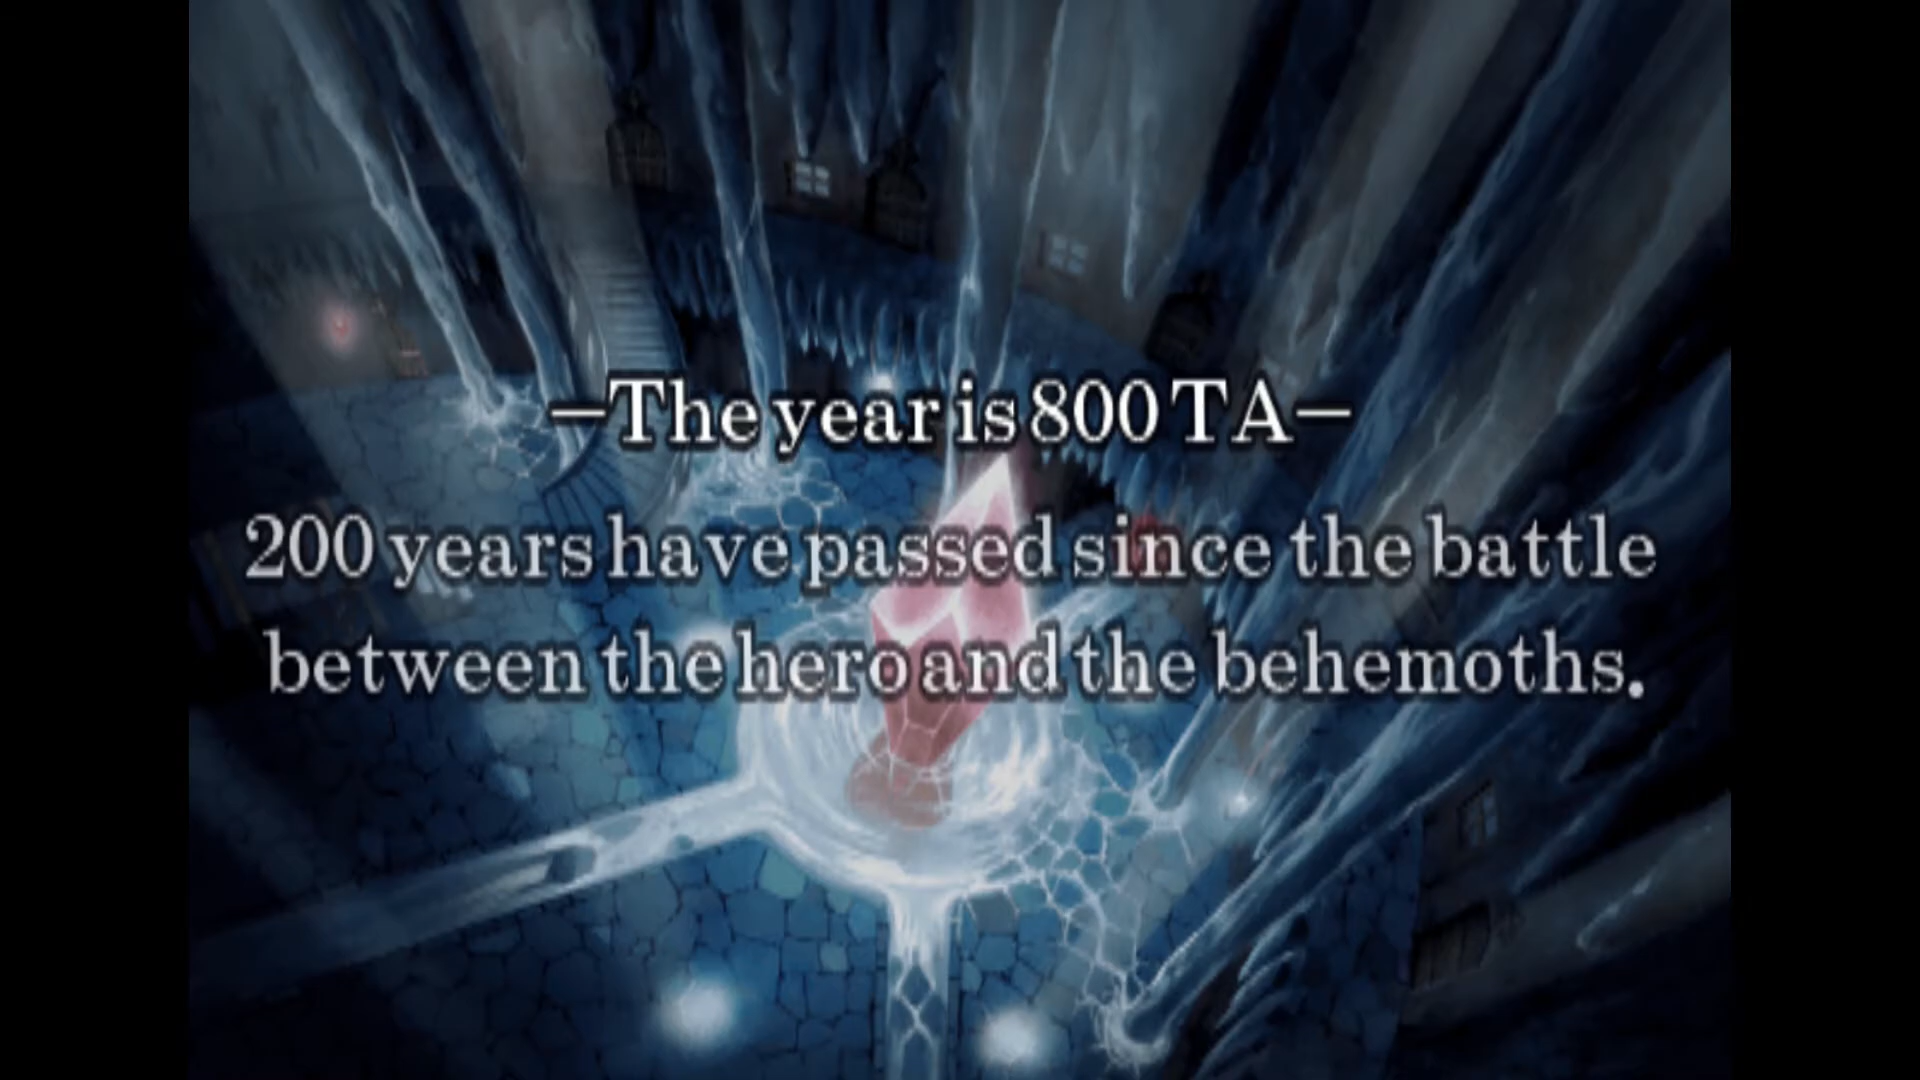 —The year is 800 TA—
200 years have passed since the battle
between the hero and the behemoths.